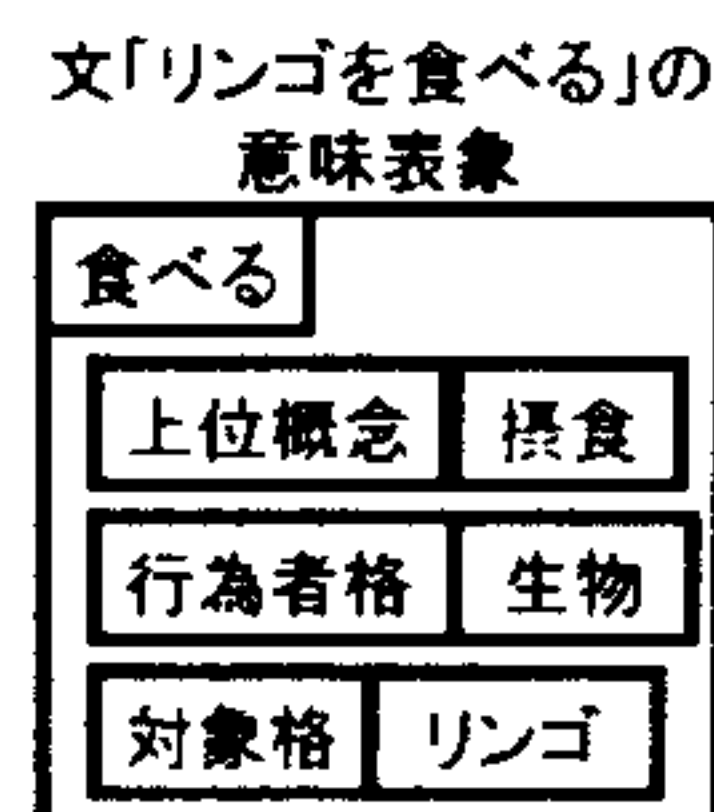 文「リンゴを食べる」の
意味表象
食べる
上位概念 摂食
行為者格 生物
対象格 リンゴ